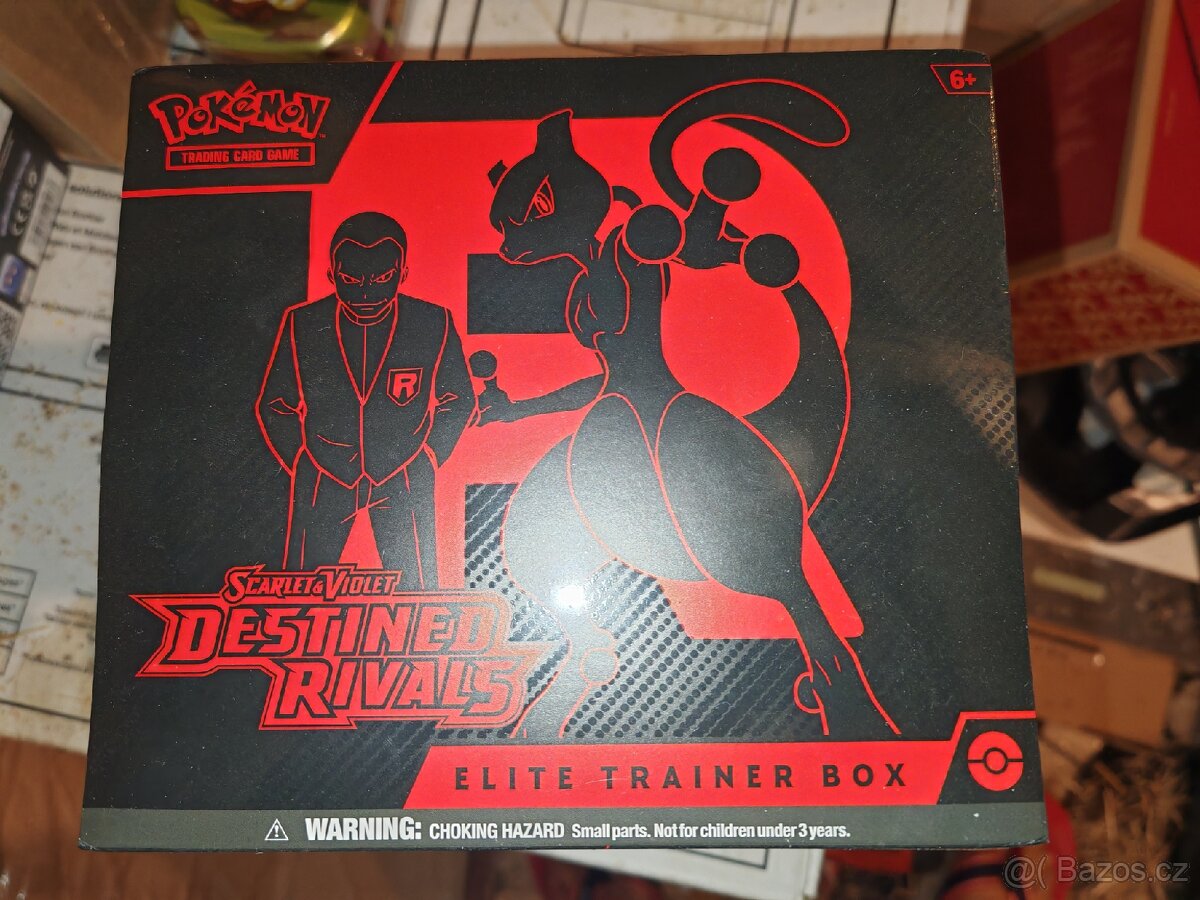 POKéMON
TRADING CARD GAME
6+
R
SCARLET & VIOLET
DESTINED
RIVALS
ELITE TRAINER BOX
WARNING: CHOKING HAZARD Small parts. Not for children under 3 years.
@( Bazos.cz